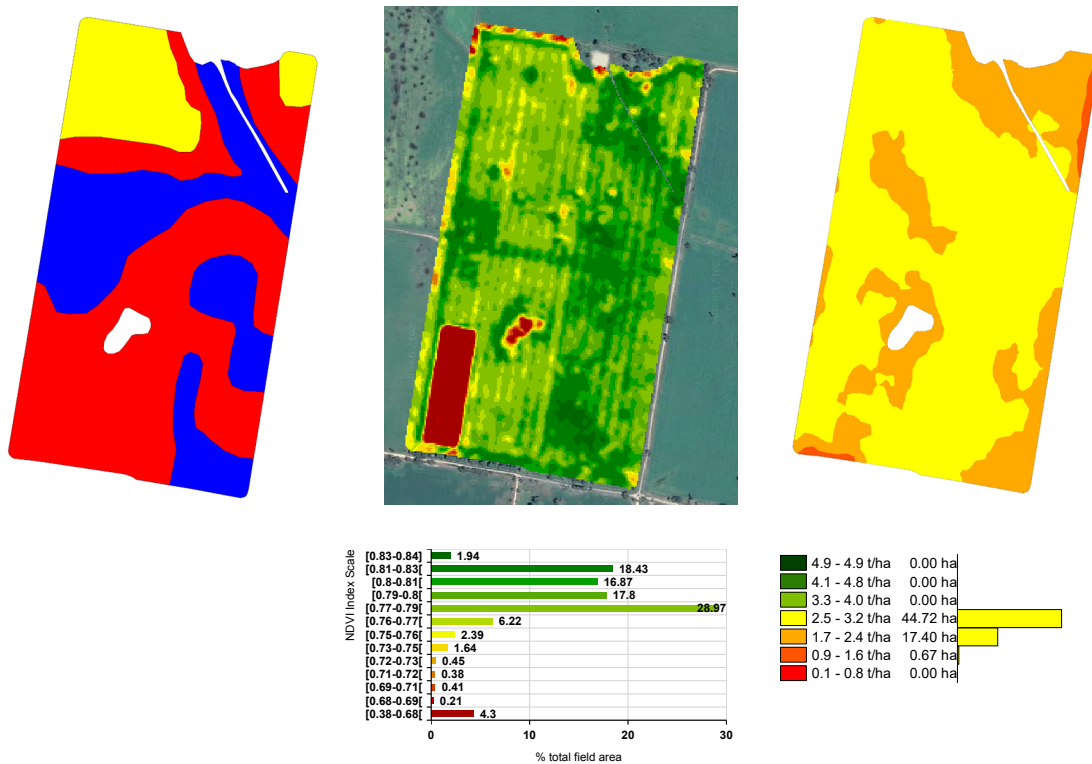 NDVI Index Scale
[0.83-0.84[ 1.94
[0.81-0.83[ 18.43
[0.8-0.81[ 16.87
[0.79-0.8[ 17.8
[0.77-0.79[ 28.97
[0.76-0.77[ 6.22
[0.75-0.76[ 2.39
[0.73-0.75[ 1.64
[0.72-0.73[ 0.45
[0.71-0.72[ 0.38
[0.69-0.71[ 0.41
[0.68-0.69[ 0.21
[0.38-0.68[ 4.3
0 10 20 30
% total field area
4.9 - 4.9 t/ha 0.00 ha
4.1 - 4.8 t/ha 0.00 ha
3.3 - 4.0 t/ha 0.00 ha
2.5 - 3.2 t/ha 44.72 ha
1.7 - 2.4 t/ha 17.40 ha
0.9 - 1.6 t/ha 0.67 ha
0.1 - 0.8 t/ha 0.00 ha